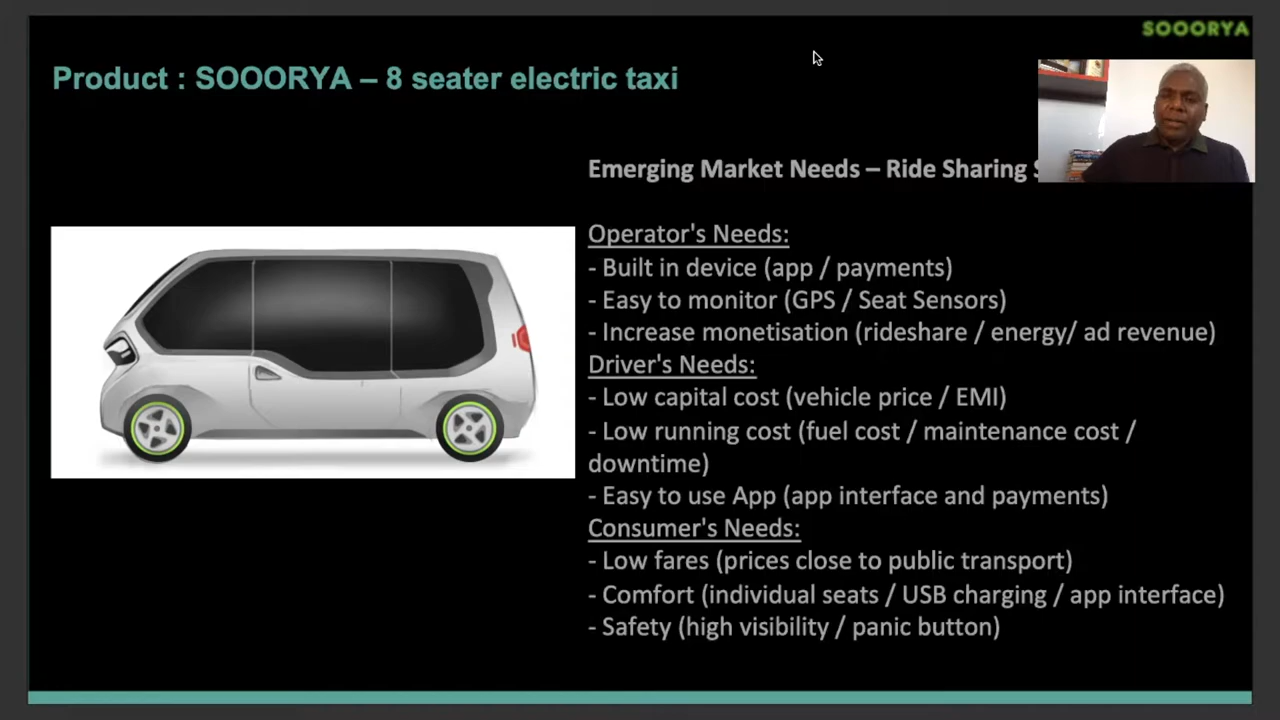 SOOORYA
Product : SOOORYA – 8 seater electric taxi
Emerging Market Needs – Ride Sharing
Operator's Needs:
- Built in device (app / payments)
- Easy to monitor (GPS / Seat Sensors)
- Increase monetisation (rideshare / energy/ ad revenue)
Driver's Needs:
- Low capital cost (vehicle price / EMI)
- Low running cost (fuel cost / maintenance cost /
downtime)
- Easy to use App (app interface and payments)
Consumer's Needs:
- Low fares (prices close to public transport)
- Comfort (individual seats / USB charging / app interface)
- Safety (high visibility / panic button)